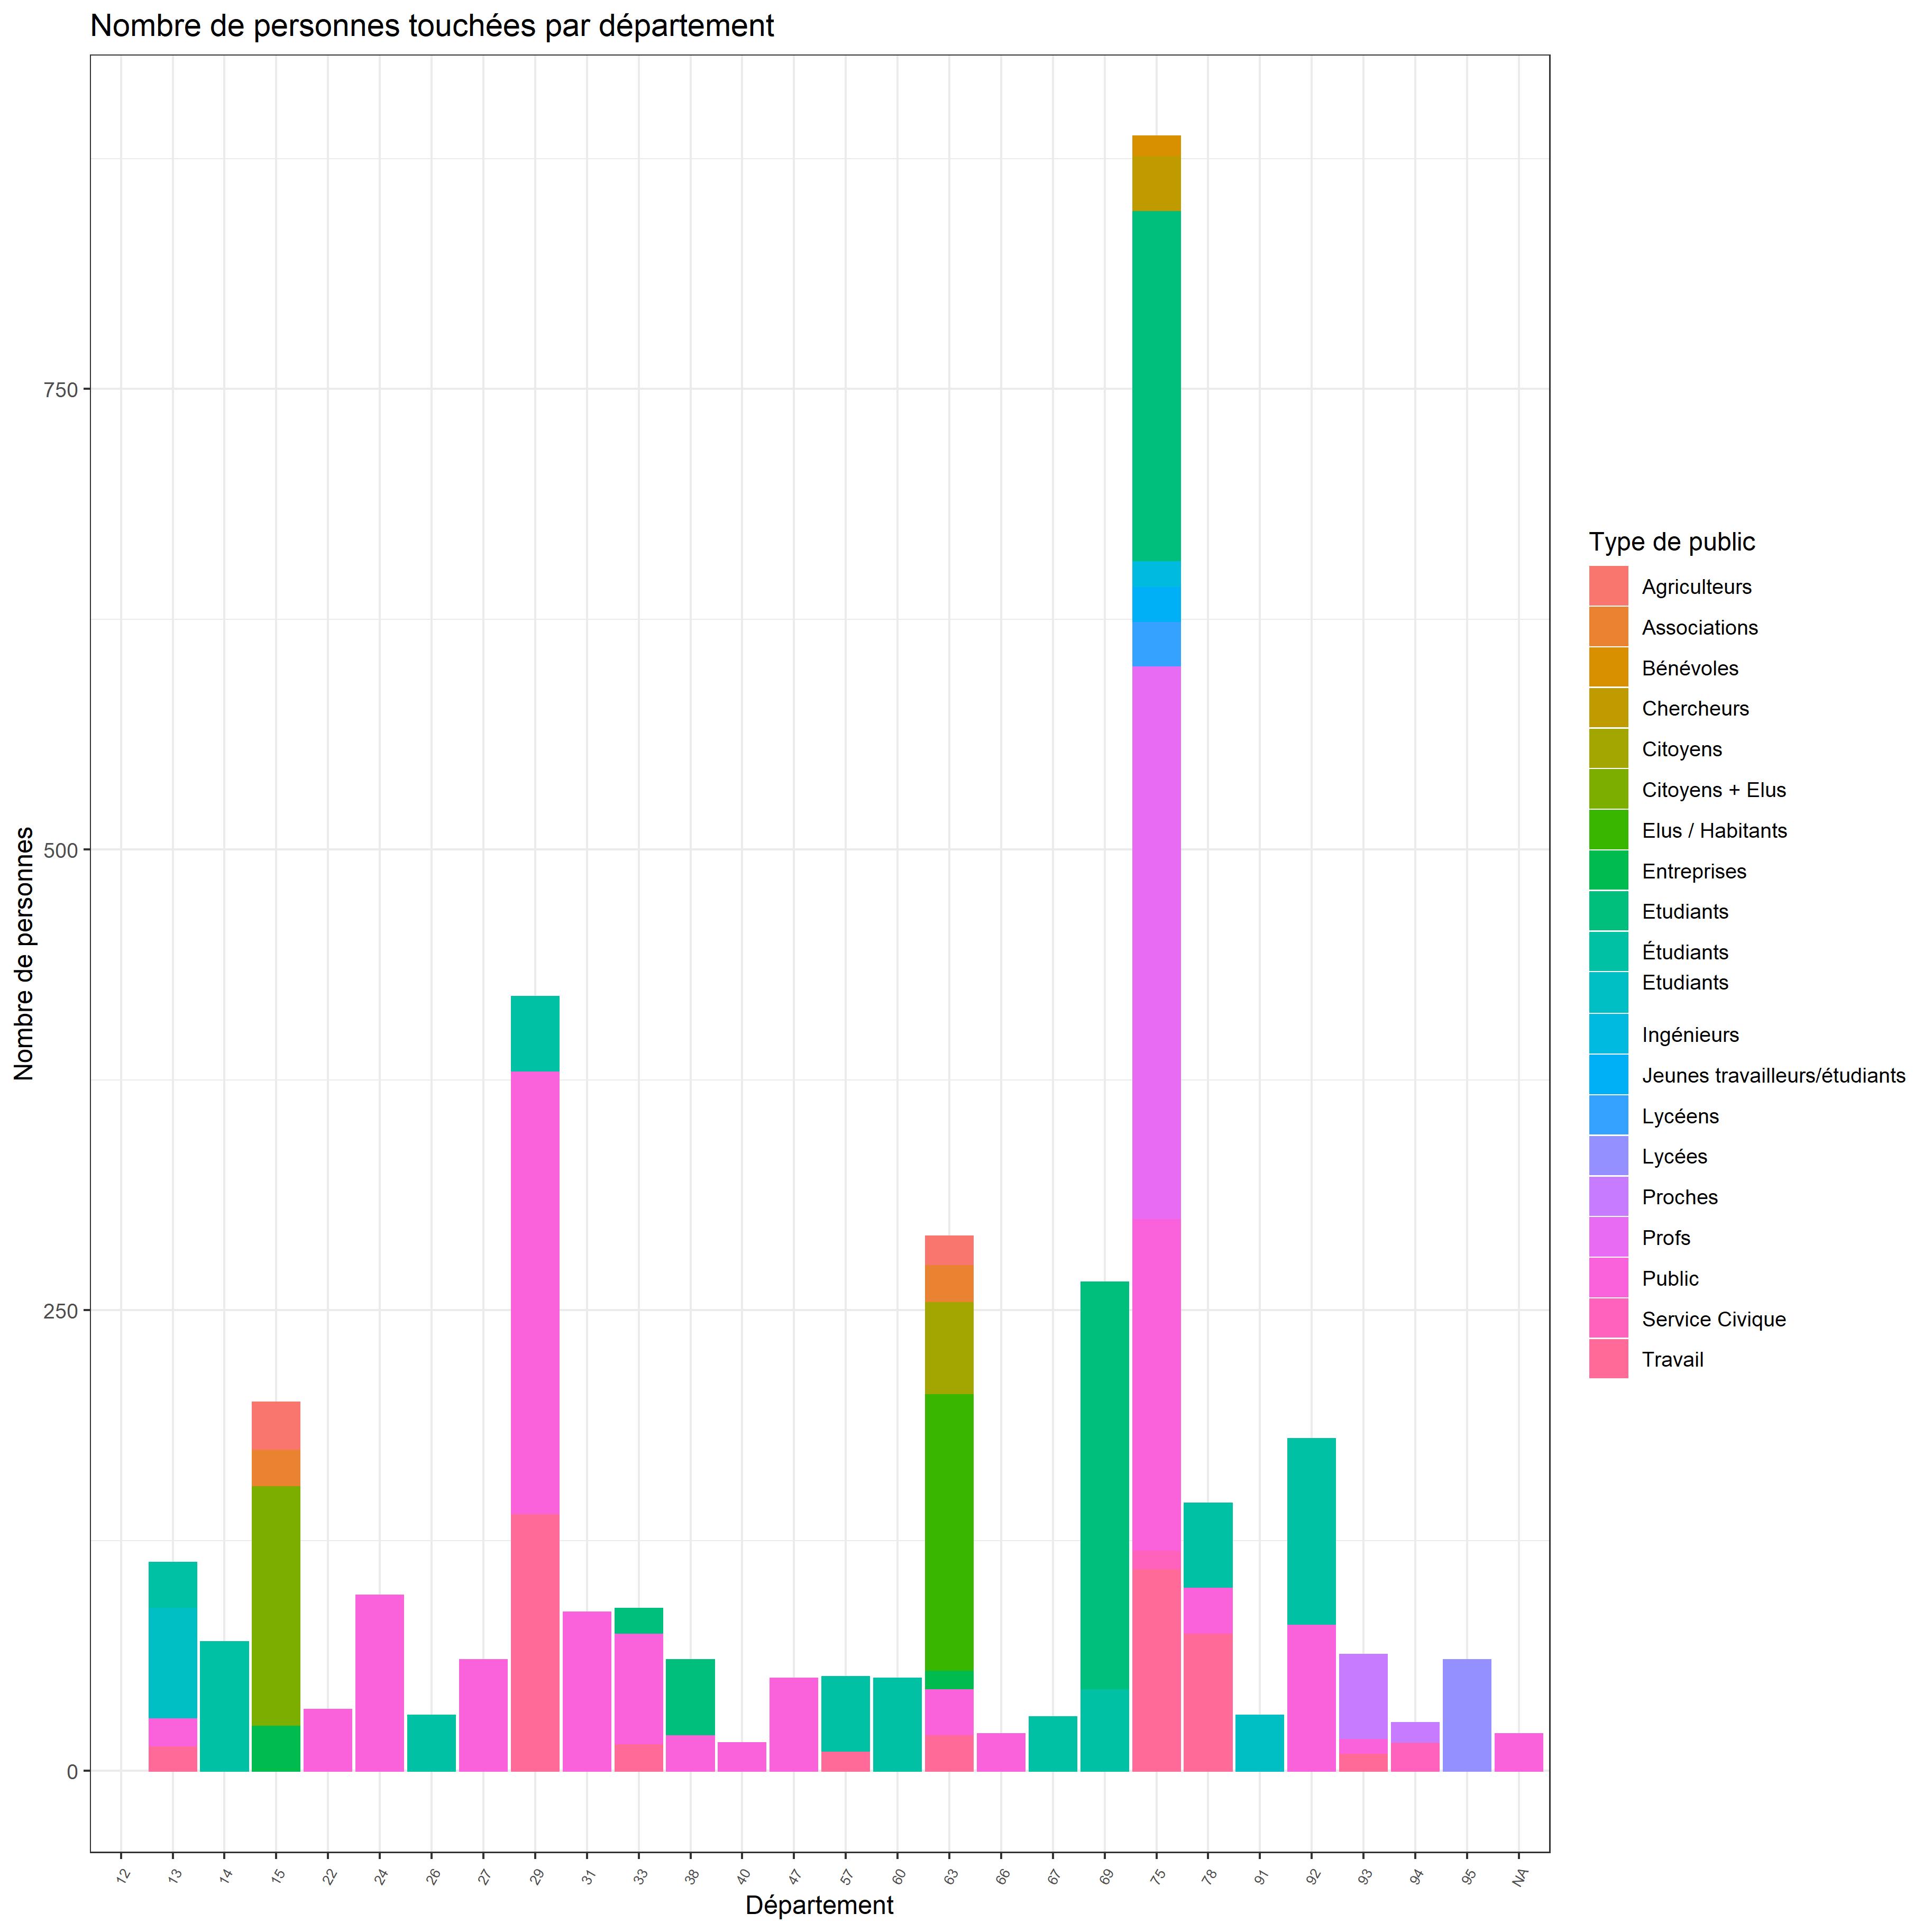 Nombre de personnes touchées par département
Nombre de personnes
750
500
250
0
12 13 14 15 22 24 26 27 29 31 33 38 40 47 57 60 63 66 67 69 75 78 91 92 93 94 95 NA
Département
Type de public
Agriculteurs
Associations
Bénévoles
Chercheurs
Citoyens
Citoyens + Elus
Elus / Habitants
Entreprises
Etudiants
Étudiants
Etudiants
Ingénieurs
Jeunes travailleurs/étudiants
Lycéens
Lycées
Proches
Profs
Public
Service Civique
Travail